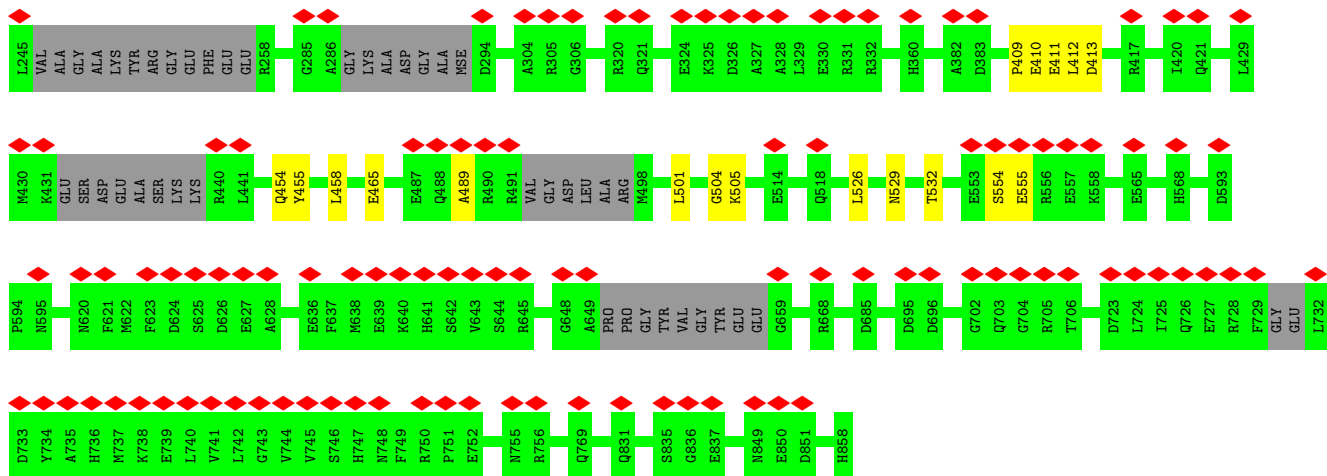 L245 VAL ALA GLY ALA LYS TYR ARG GLY GLU PHE GLU GLU R258 G285 A286 GLY LYS ALA ASP GLY ALA MSE D294 A304 R305 G306 R320 Q321 E324 K325 D326 A327 A328 L329 E330 R331 R332 H360 A382 D383 P409 E410 E411 L412 D413 R417 I420 Q421 L429
M430 K431 GLU SER ASP GLU ALA SER LYS LYS R440 L441 Q454 Y455 L458 E465 E487 Q488 A489 R490 R491 VAL GLY ASP LEU ALA ARG M498 L501 G504 K505 E514 Q518 L526 N529 T532 E553 S554 E555 R556 E557 K558 E565 H568 D593
P594 N595 N620 F621 M622 F623 D624 S625 D626 E627 A628 E636 F637 M638 E639 K640 H641 S642 V643 S644 R645 G648 A649 PRO PRO GLY TYR VAL GLY TYR GLU GLU G659 R668 D685 D695 D696 G702 Q703 G704 R705 T706 D723 L724 I725 Q726 E727 R728 F729 GLY GLU L732
D733 Y734 A735 H736 M737 K738 E739 L740 V741 L742 G743 V744 V745 S746 H747 N748 F749 R750 P751 E752 N755 R756 Q769 Q831 S835 G836 E837 N849 E850 D851 H858